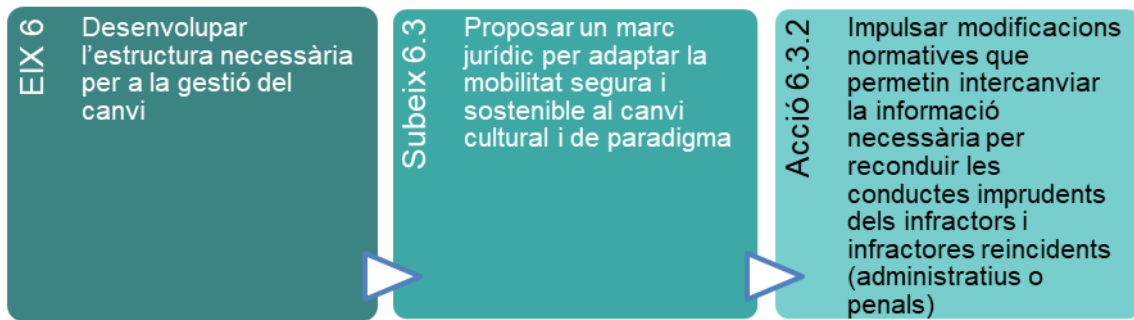 EIX 6
Desenvolupar
l’estructura necessària
per a la gestió del
canvi
Subeix 6.3
Proposar un marc
jurídic per adaptar la
mobilitat segura i
sostenible al canvi
cultural i de paradigma
Acció 6.3.2
Impulsar modificacions
normatives que
permetin intercanviar
la informació
necessària per
reconduir les
conductes imprudents
dels infractors i
infractores reincidents
(administratius o
penals)